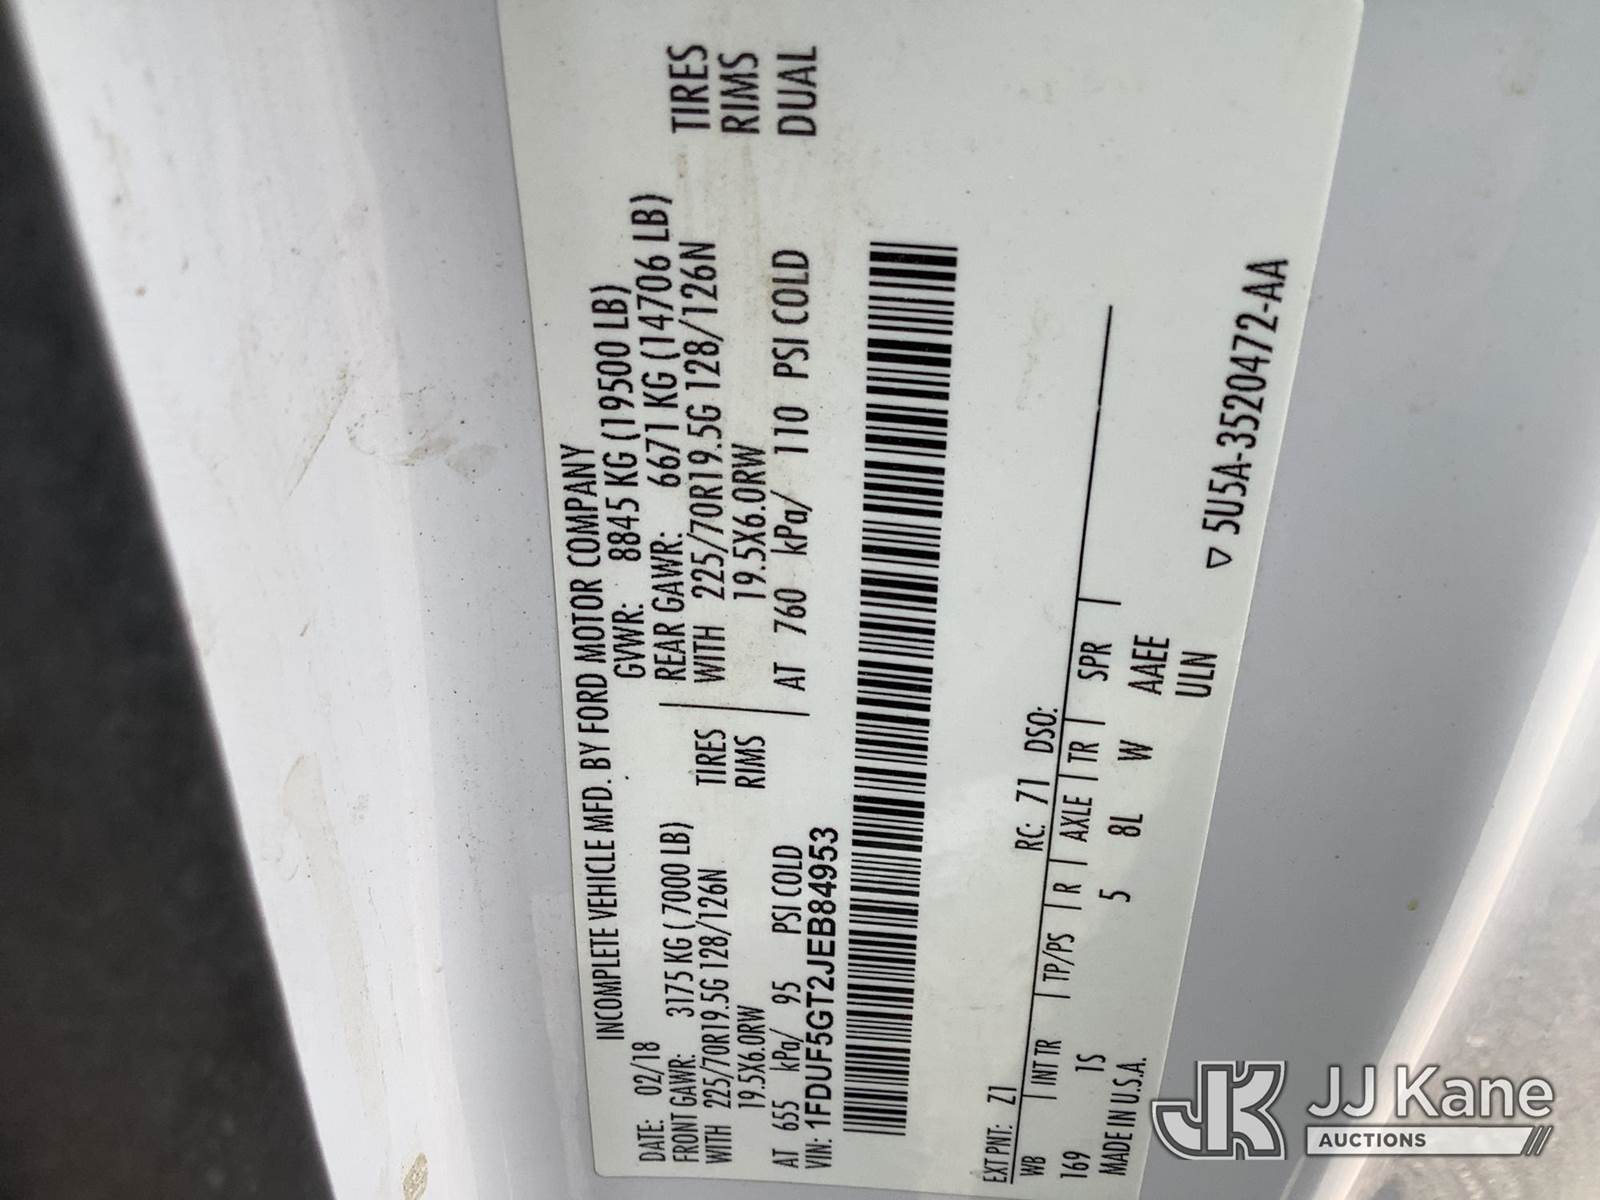 INCOMPLETE VEHICLE MFD. BY FORD MOTOR COMPANY
DATE: 02/18 GVWR: 8845 KG (19500 LB)
FRONT GAWR: 3175 KG (7000 LB) REAR GAWR: 6671 KG (14706 LB)
WITH 225/70R19.5G 128/126N TIRES WITH 225/70R19.5G 128/126N TIRES
19.5X6.0RW RIMS 19.5X6.0RW RIMS
AT 655 kPa/ 95 PSI COLD AT 760 kPa/ 110 PSI COLD DUAL
VIN: 1FDUF5GT2JEB84953
EXT PNT: Z1 RC: 71 DSO:
WB | INT TR | TP/PS | R | AXLE | TR | SPR |
169 1S 5 8L W AAEE
MADE IN U.S.A. ULN
▽ 5U5A-3520472-AA
JK JJ Kane
AUCTIONS